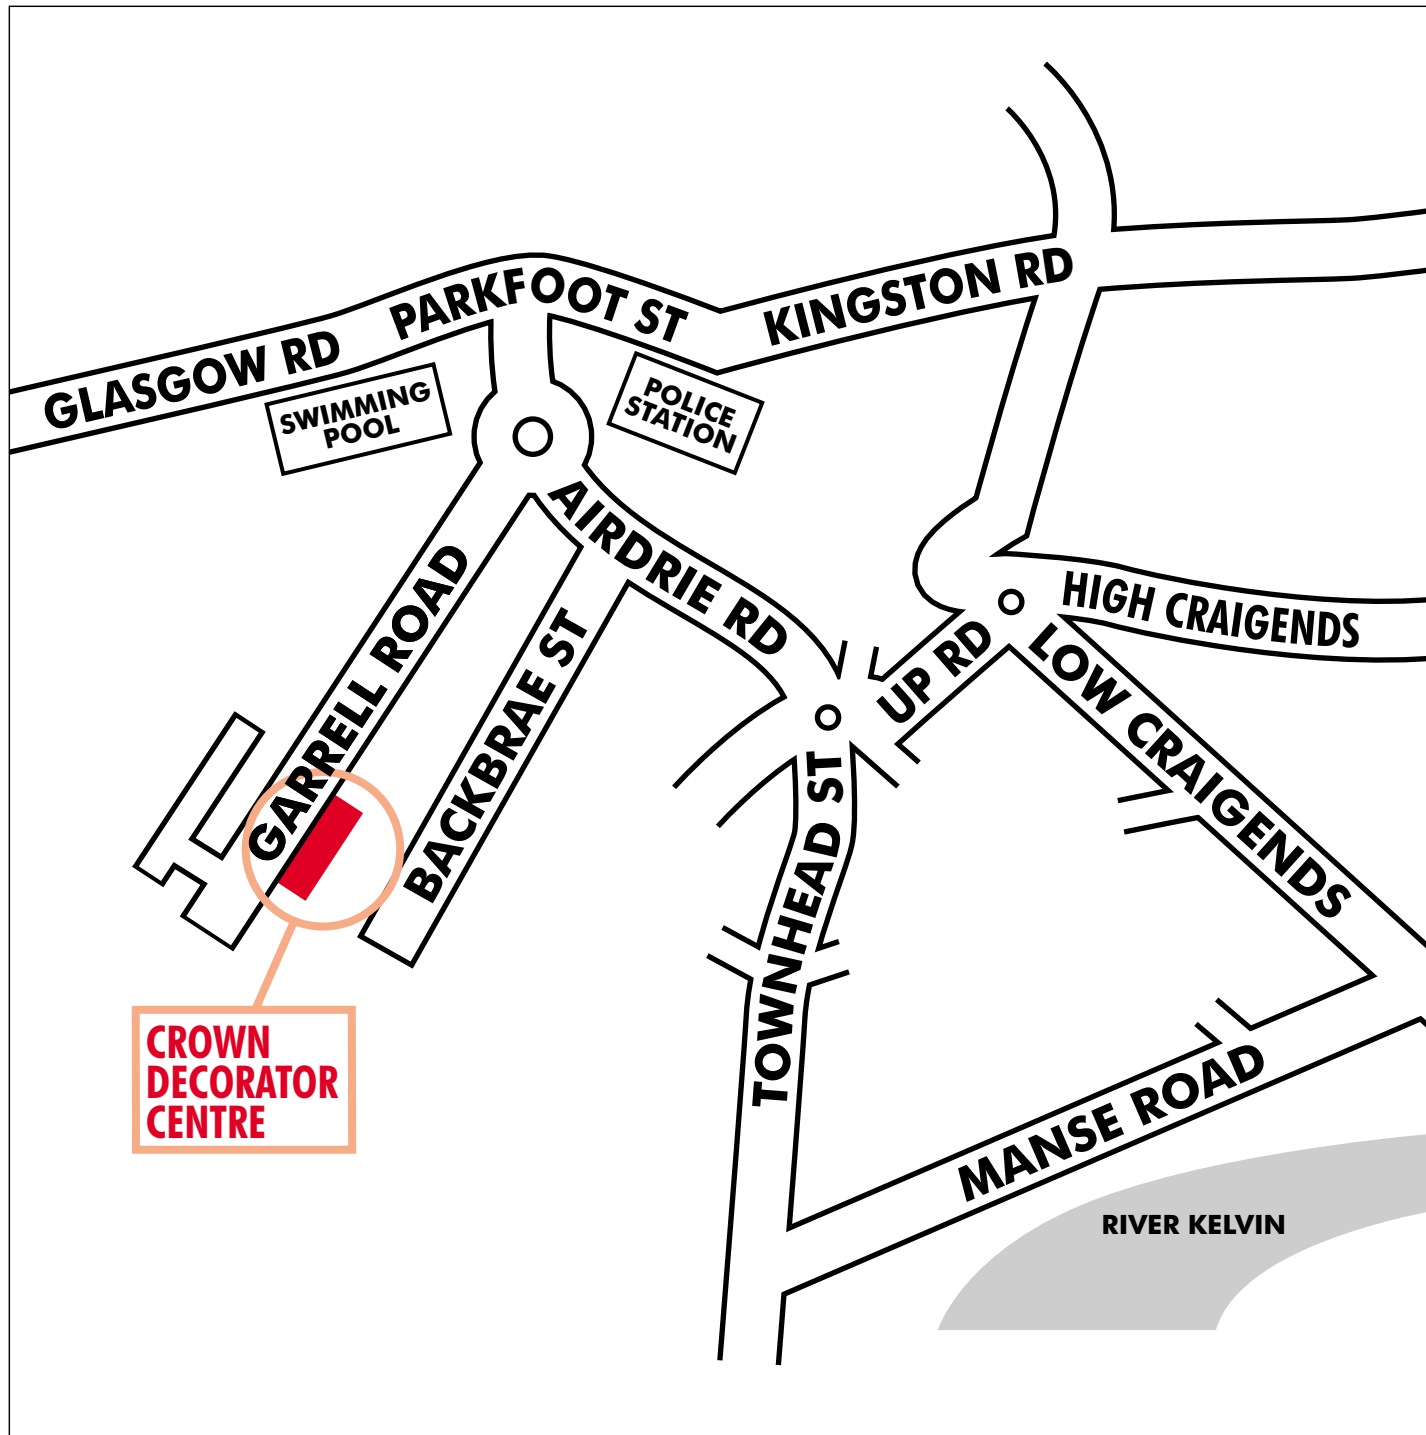 KINGSTON RD
PARKFOOT ST
GLASGOW RD
SWIMMING
POOL
POLICE
STATION
AIRDRIE RD
GARRELL ROAD
BACKBRAE ST
UP RD
HIGH CRAIGENDS
LOW CRAIGENDS
TOWNHEAD ST
CROWN
DECORATOR
CENTRE
MANSE ROAD
RIVER KELVIN